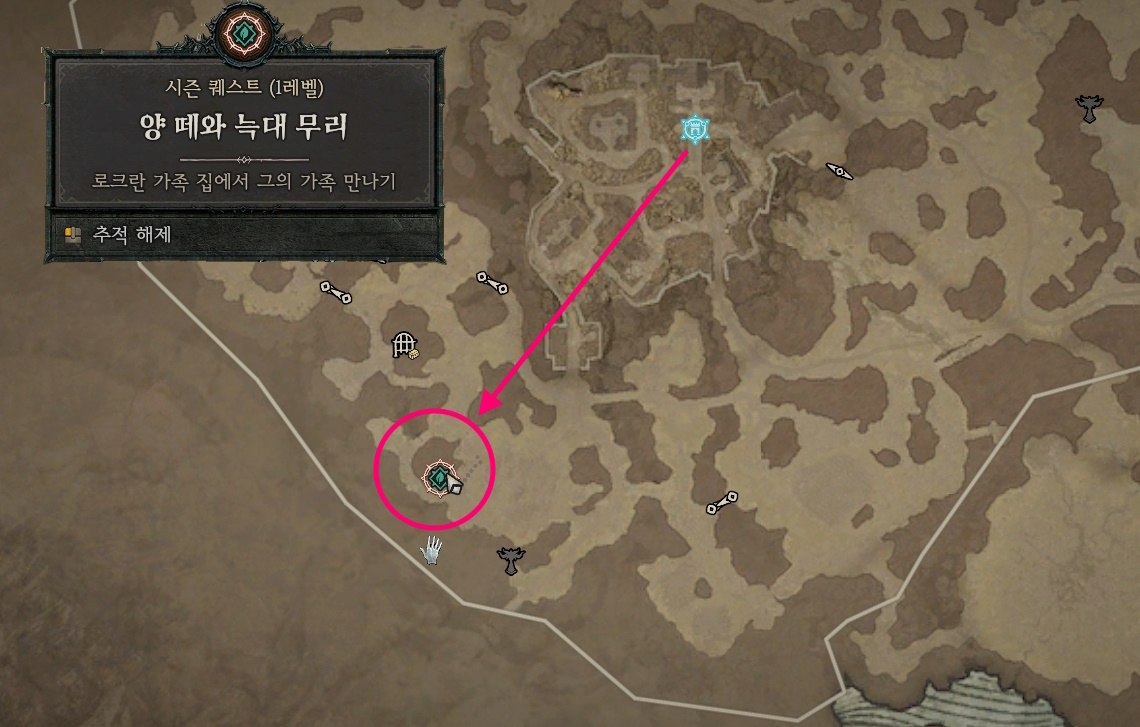 시즌 퀘스트 (1레벨)
양 떼와 늑대 무리
로크란 가족 집에서 그의 가족 만나기
추적 해제